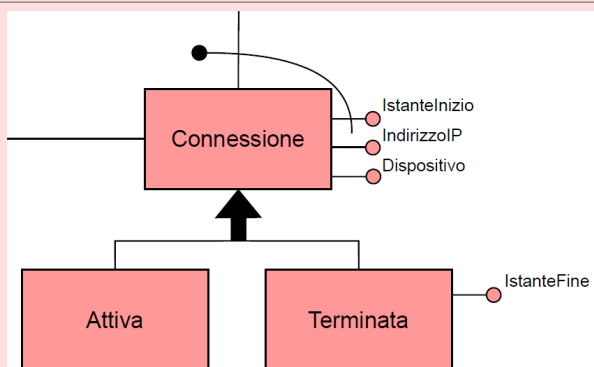 IstanteInizio
IndirizzoIP
Dispositivo
Connessione
IstanteFine
Attiva
Terminata